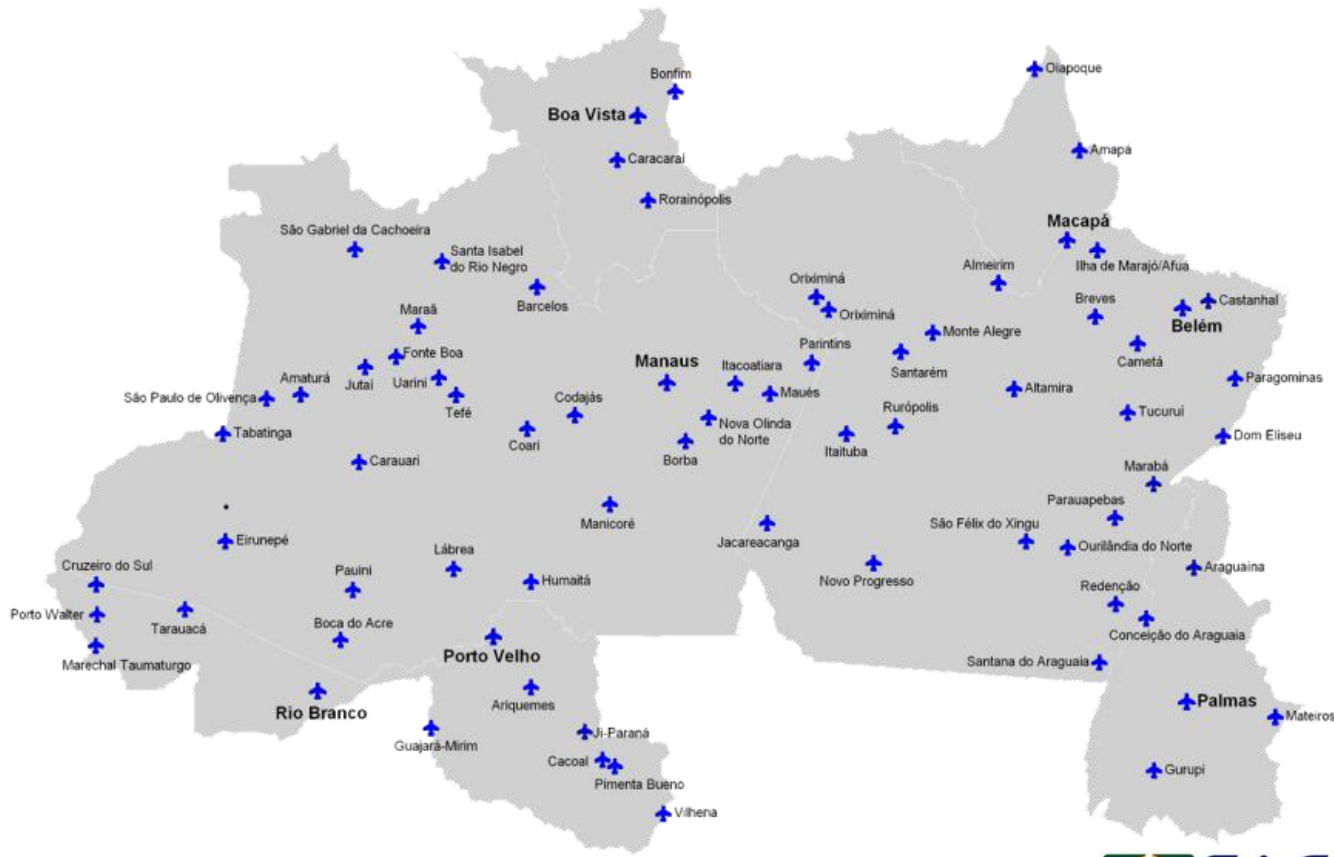 Oiapoque
Bonfim
Boa Vista
Amapá
Caracaraí
Rorainópolis
Macapá
São Gabriel da Cachoeira
Santa Isabel
do Rio Negro
Ilha de Marajó/Afuá
Almeirim
Oriximiná
Barcelos
Breves
Castanhal
Oriximiná
Maraã
Belém
Monte Alegre
Parintins
Fonte Boa
Manaus
Itacoatiara
Cametá
Santarém
Amaturá
Jutaí
Uarini
Paragominas
São Paulo de Olivença
Tefé
Codajás
Maués
Altamira
Rurópolis
Tucuruí
Nova Olinda
do Norte
Tabatinga
Coari
Borba
Itaituba
Dom Eliseu
Carauari
Marabá
Parauapebas
Manicoré
São Félix do Xingu
Eirunepé
Jacareacanga
Ourilândia do Norte
Lábrea
Cruzeiro do Sul
Araguaina
Pauini
Humaitá
Novo Progresso
Redenção
Porto Walter
Tarauacá
Boca do Acre
Conceição do Araguaia
Marechal Taumaturgo
Porto Velho
Santana do Araguaia
Palmas
Rio Branco
Ariquemes
Mateiros
Guajará-Mirim
Ji-Paraná
Cacoal
Pimenta Bueno
Gurupi
Vilhena